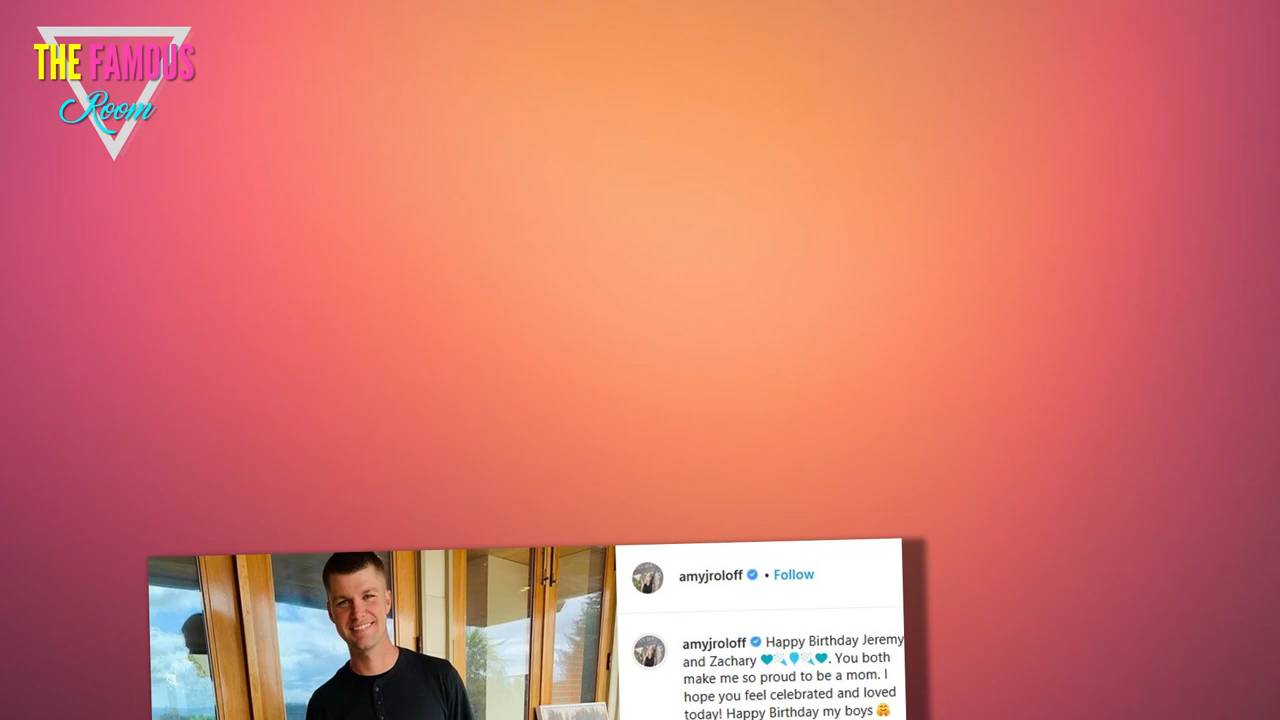 THE FAMOUS
Room
amyjroloff • Follow
amyjroloff Happy Birthday Jeremy
and Zachary 💙🎉🎈🎉💙. You both
make me so proud to be a mom. I
hope you feel celebrated and loved
today! Happy Birthday my boys 🤗